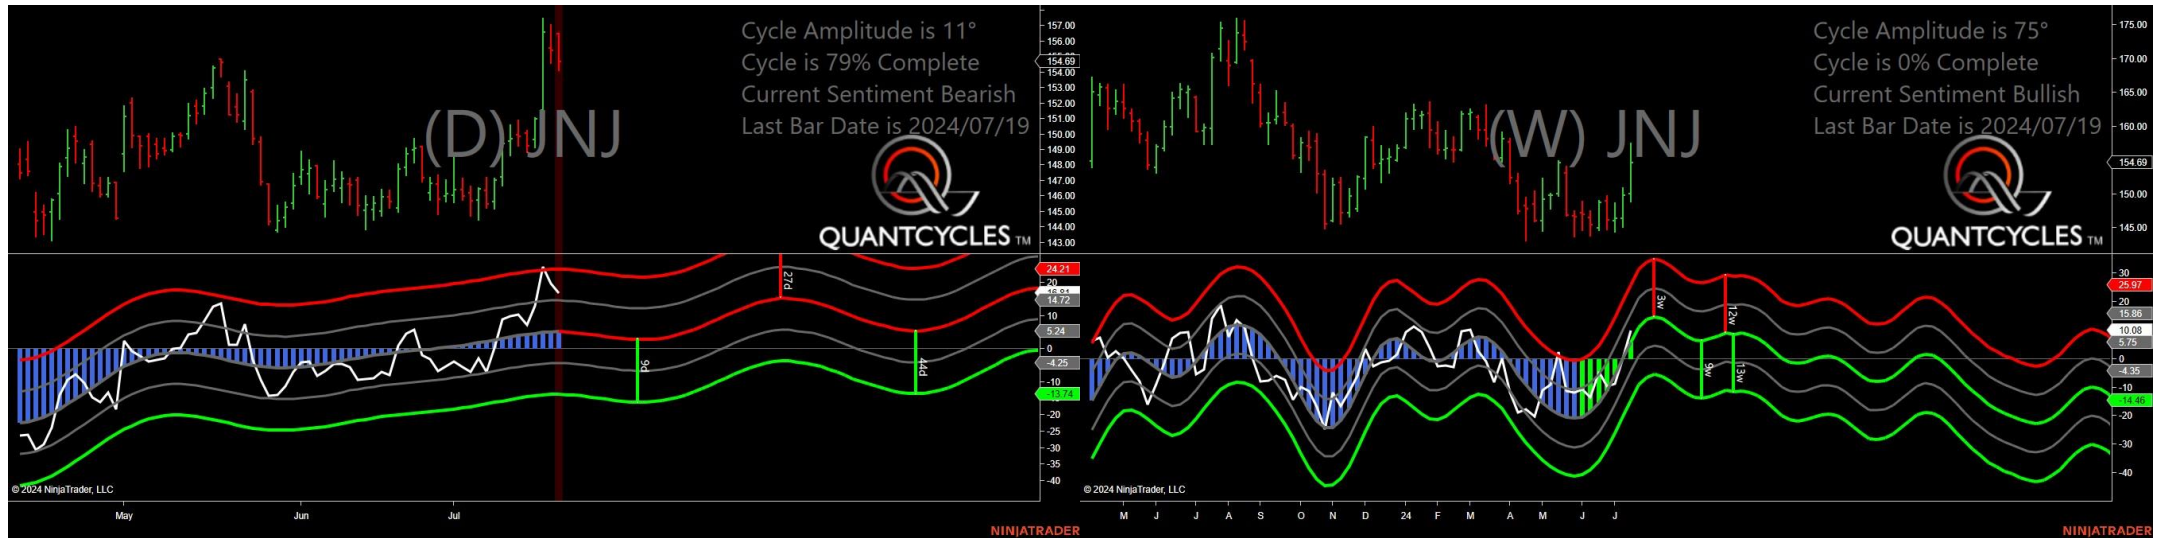 Cycle Amplitude is 11°
Cycle is 79% Complete
Current Sentiment Bearish
Last Bar Date is 2024/07/19
(D) JNJ
QUANTCYCLES TM
157.00
156.00
154.69
154.00
153.00
152.00
151.00
150.00
149.00
148.00
147.00
146.00
145.00
144.00
143.00
24.21
20
14.72
10
5.24
0
-4.25
-10
-13.74
-20
-25
-30
-35
-40
27d
9d
44d
© 2024 NinjaTrader, LLC
May Jun Jul
NINJATRADER
Cycle Amplitude is 75°
Cycle is 0% Complete
Current Sentiment Bullish
Last Bar Date is 2024/07/19
(W) JNJ
QUANTCYCLES TM
175.00
170.00
165.00
160.00
154.69
150.00
145.00
30
25.97
20
15.86
10.08
5.75
0
-4.35
-10
-14.46
-20
-30
-40
3w
12w
9w
13w
© 2024 NinjaTrader, LLC
M J J A S O N D 24 F M A M J J
NINJATRADER